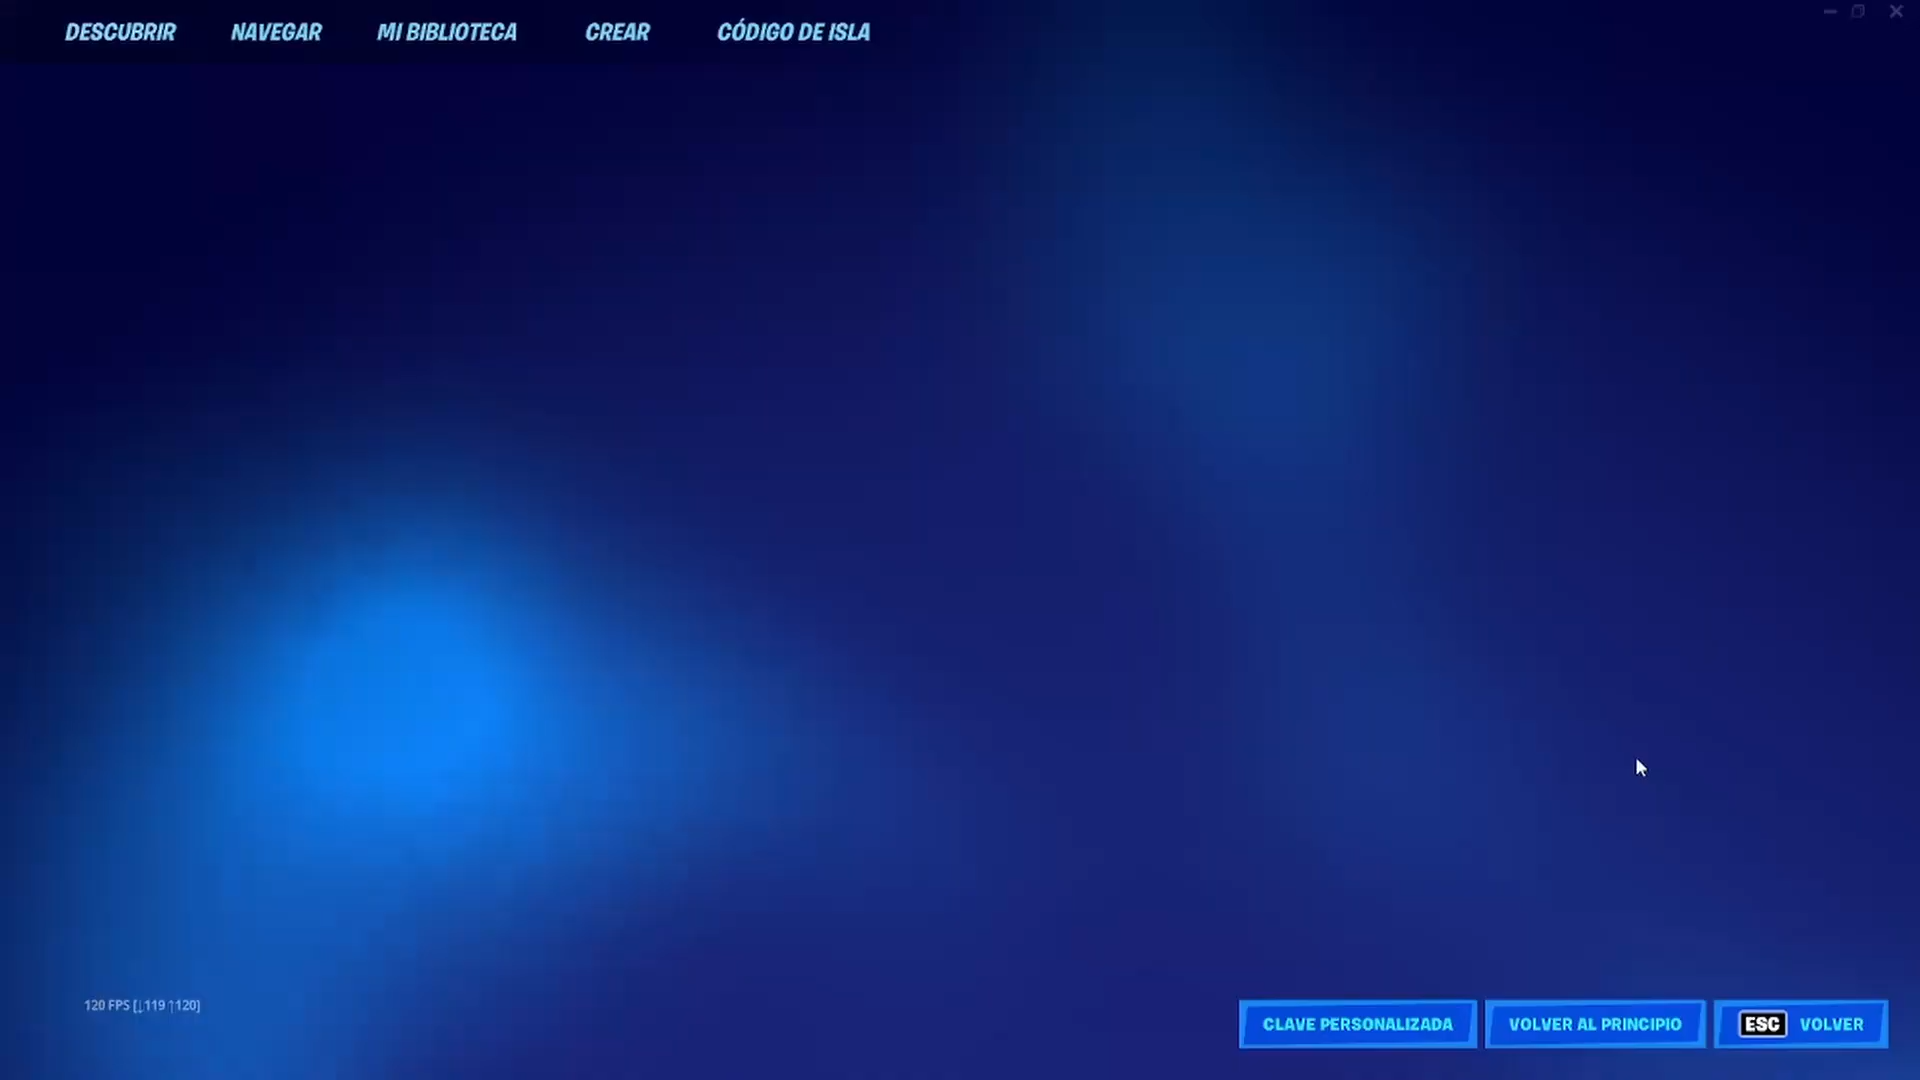 DESCUBRIR NAVEGAR MI BIBLIOTECA CREAR CÓDIGO DE ISLA
120 FPS [↓119 ↑120]
CLAVE PERSONALIZADA VOLVER AL PRINCIPIO ESC VOLVER